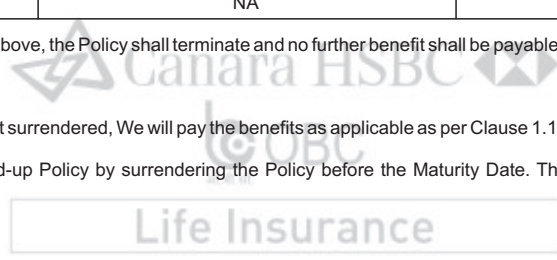 NA
bove, the Policy shall terminate and no further benefit shall be payable
Canara HSBC
t surrendered, We will pay the benefits as applicable as per Clause 1.1
OBC
d-up Policy by surrendering the Policy before the Maturity Date. Th
Life Insurance